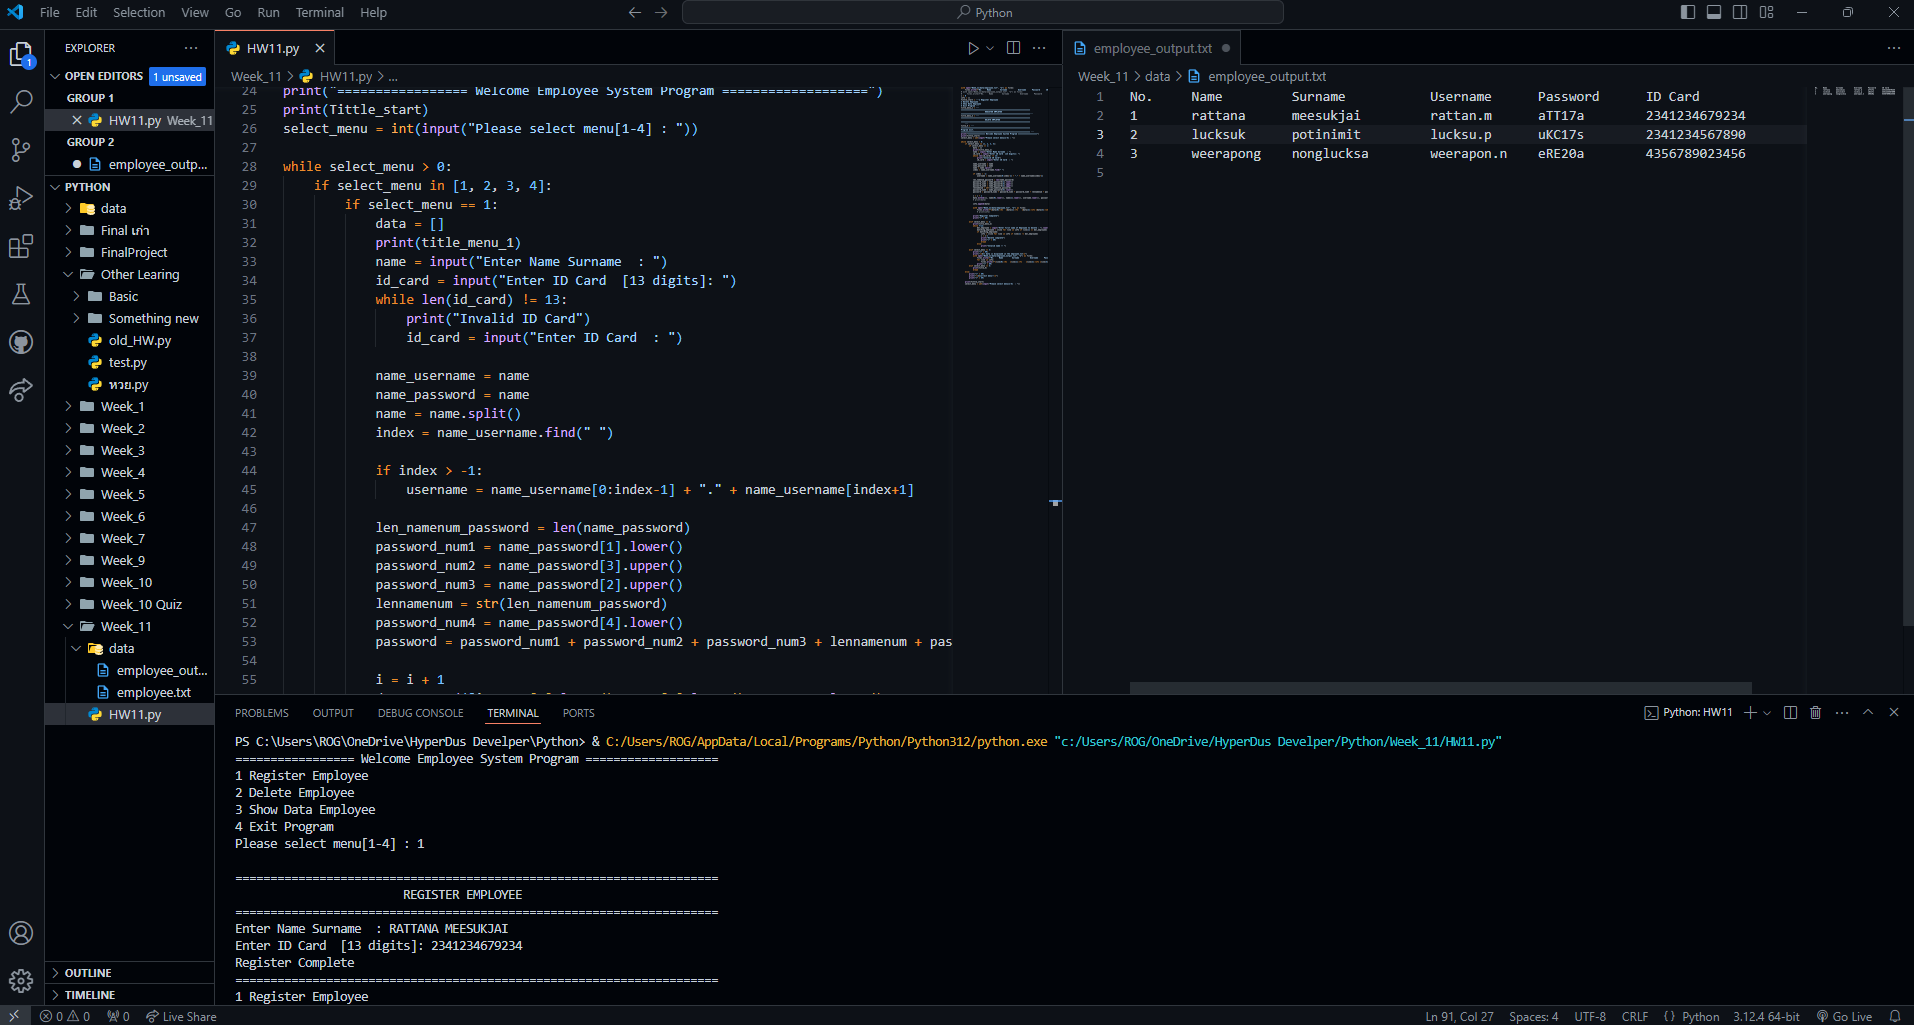 File Edit Selection View Go Run Terminal Help
Python
EXPLORER
OPEN EDITORS 1 unsaved
GROUP 1
HW11.py Week_11
GROUP 2
employee_outp...
PYTHON
data
Final เก่า
FinalProject
Other Learing
Basic
Something new
old_HW.py
test.py
หวย.py
Week_1
Week_2
Week_3
Week_4
Week_5
Week_6
Week_7
Week_9
Week_10
Week_10 Quiz
Week_11
data
employee_out...
employee.txt
HW11.py
OUTLINE
TIMELINE
HW11.py
Week_11 > HW11.py > ...
24 print("================= Welcome Employee System Program ===================")
25 print(Tittle_start)
26 select_menu = int(input("Please select menu[1-4] : "))
27
28 while select_menu > 0:
29 if select_menu in [1, 2, 3, 4]:
30 if select_menu == 1:
31 data = []
32 print(title_menu_1)
33 name = input("Enter Name Surname  : ")
34 id_card = input("Enter ID Card  [13 digits]: ")
35 while len(id_card) != 13:
36 print("Invalid ID Card")
37 id_card = input("Enter ID Card  : ")
38
39 name_username = name
40 name_password = name
41 name = name.split()
42 index = name_username.find(" ")
43
44 if index > -1:
45 username = name_username[0:index-1] + "." + name_username[index+1]
46
47 len_namenum_password = len(name_password)
48 password_num1 = name_password[1].lower()
49 password_num2 = name_password[3].upper()
50 password_num3 = name_password[2].upper()
51 lennamenum = str(len_namenum_password)
52 password_num4 = name_password[4].lower()
53 password = password_num1 + password_num2 + password_num3 + lennamenum + pas
54
55 i = i + 1
employee_output.txt
Week_11 > data > employee_output.txt
1 No. Name Surname Username Password ID Card
2 1 rattana meesukjai rattan.m aTT17a 2341234679234
3 2 lucksuk potinimit lucksu.p uKC17s 2341234567890
4 3 weerapong nonglucksa weerapon.n eRE20a 4356789023456
5
PROBLEMS OUTPUT DEBUG CONSOLE TERMINAL PORTS
Python: HW11
PS C:\Users\ROG\OneDrive\HyperDus Develper\Python> & C:/Users/ROG/AppData/Local/Programs/Python/Python312/python.exe "c:/Users/ROG/OneDrive/HyperDus Develper/Python/Week_11/HW11.py"
================= Welcome Employee System Program ===================
1 Register Employee
2 Delete Employee
3 Show Data Employee
4 Exit Program
Please select menu[1-4] : 1
=====================================================================
REGISTER EMPLOYEE
=====================================================================
Enter Name Surname  : RATTANA MEESUKJAI
Enter ID Card  [13 digits]: 2341234679234
Register Complete
=====================================================================
1 Register Employee
0 0 0 Live Share
Ln 91, Col 27 Spaces: 4 UTF-8 CRLF { } Python 3.12.4 64-bit Go Live